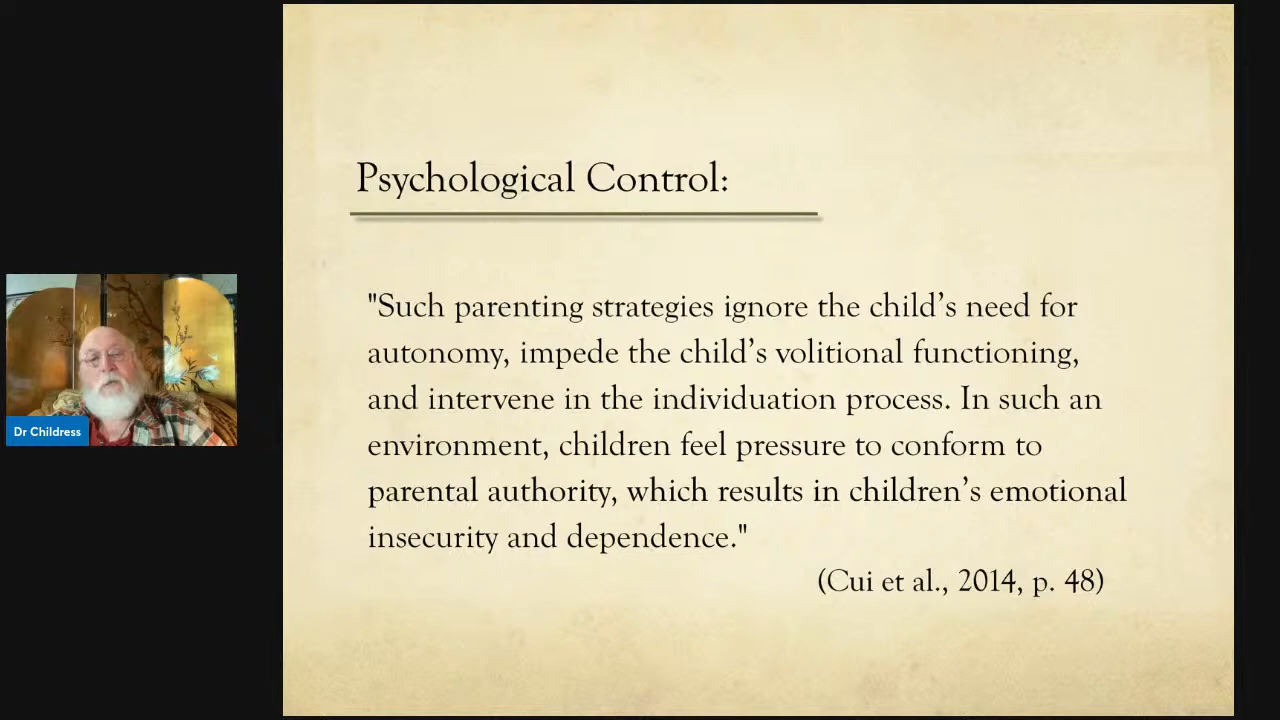 Psychological Control:
"Such parenting strategies ignore the child’s need for
autonomy, impede the child’s volitional functioning,
and intervene in the individuation process. In such an
environment, children feel pressure to conform to
parental authority, which results in children’s emotional
insecurity and dependence."
(Cui et al., 2014, p. 48)
Dr Childress